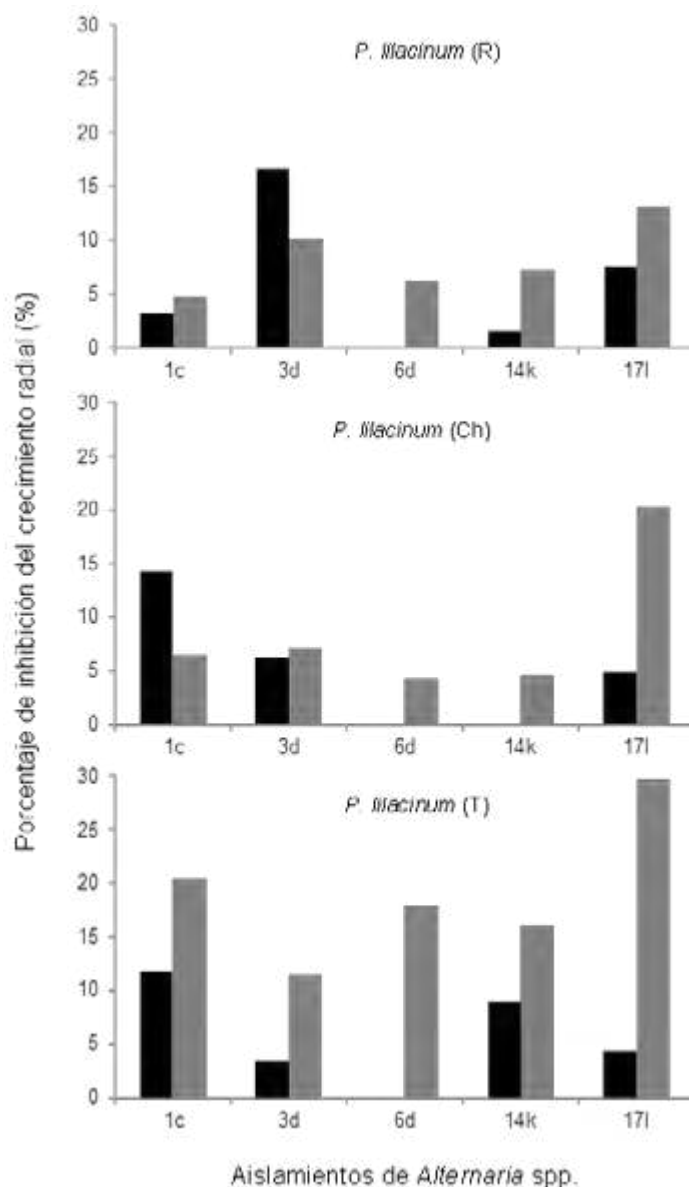 Porcentaje de inhibición del crecimiento radial (%)
P. lilacinum (R)
30
25
20
15
10
5
0
1c 3d 6d 14k 17l
P. lilacinum (Ch)
30
25
20
15
10
5
0
1c 3d 6d 14k 17l
P. lilacinum (T)
30
25
20
15
10
5
0
1c 3d 6d 14k 17l
Aislamientos de Alternaria spp.